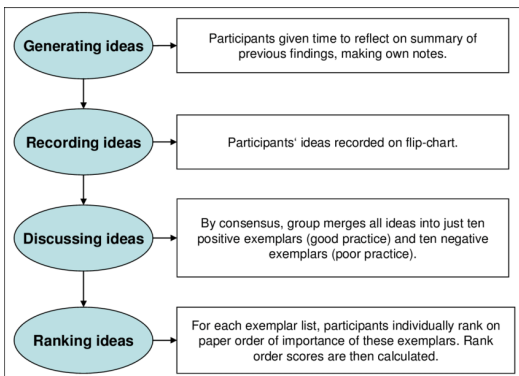 Generating ideas
Participants given time to reflect on summary of
previous findings, making own notes.
Recording ideas
Participants' ideas recorded on flip-chart.
Discussing ideas
By consensus, group merges all ideas into just ten
positive exemplars (good practice) and ten negative
exemplars (poor practice).
Ranking ideas
For each exemplar list, participants individually rank on
paper order of importance of these exemplars. Rank
order scores are then calculated.